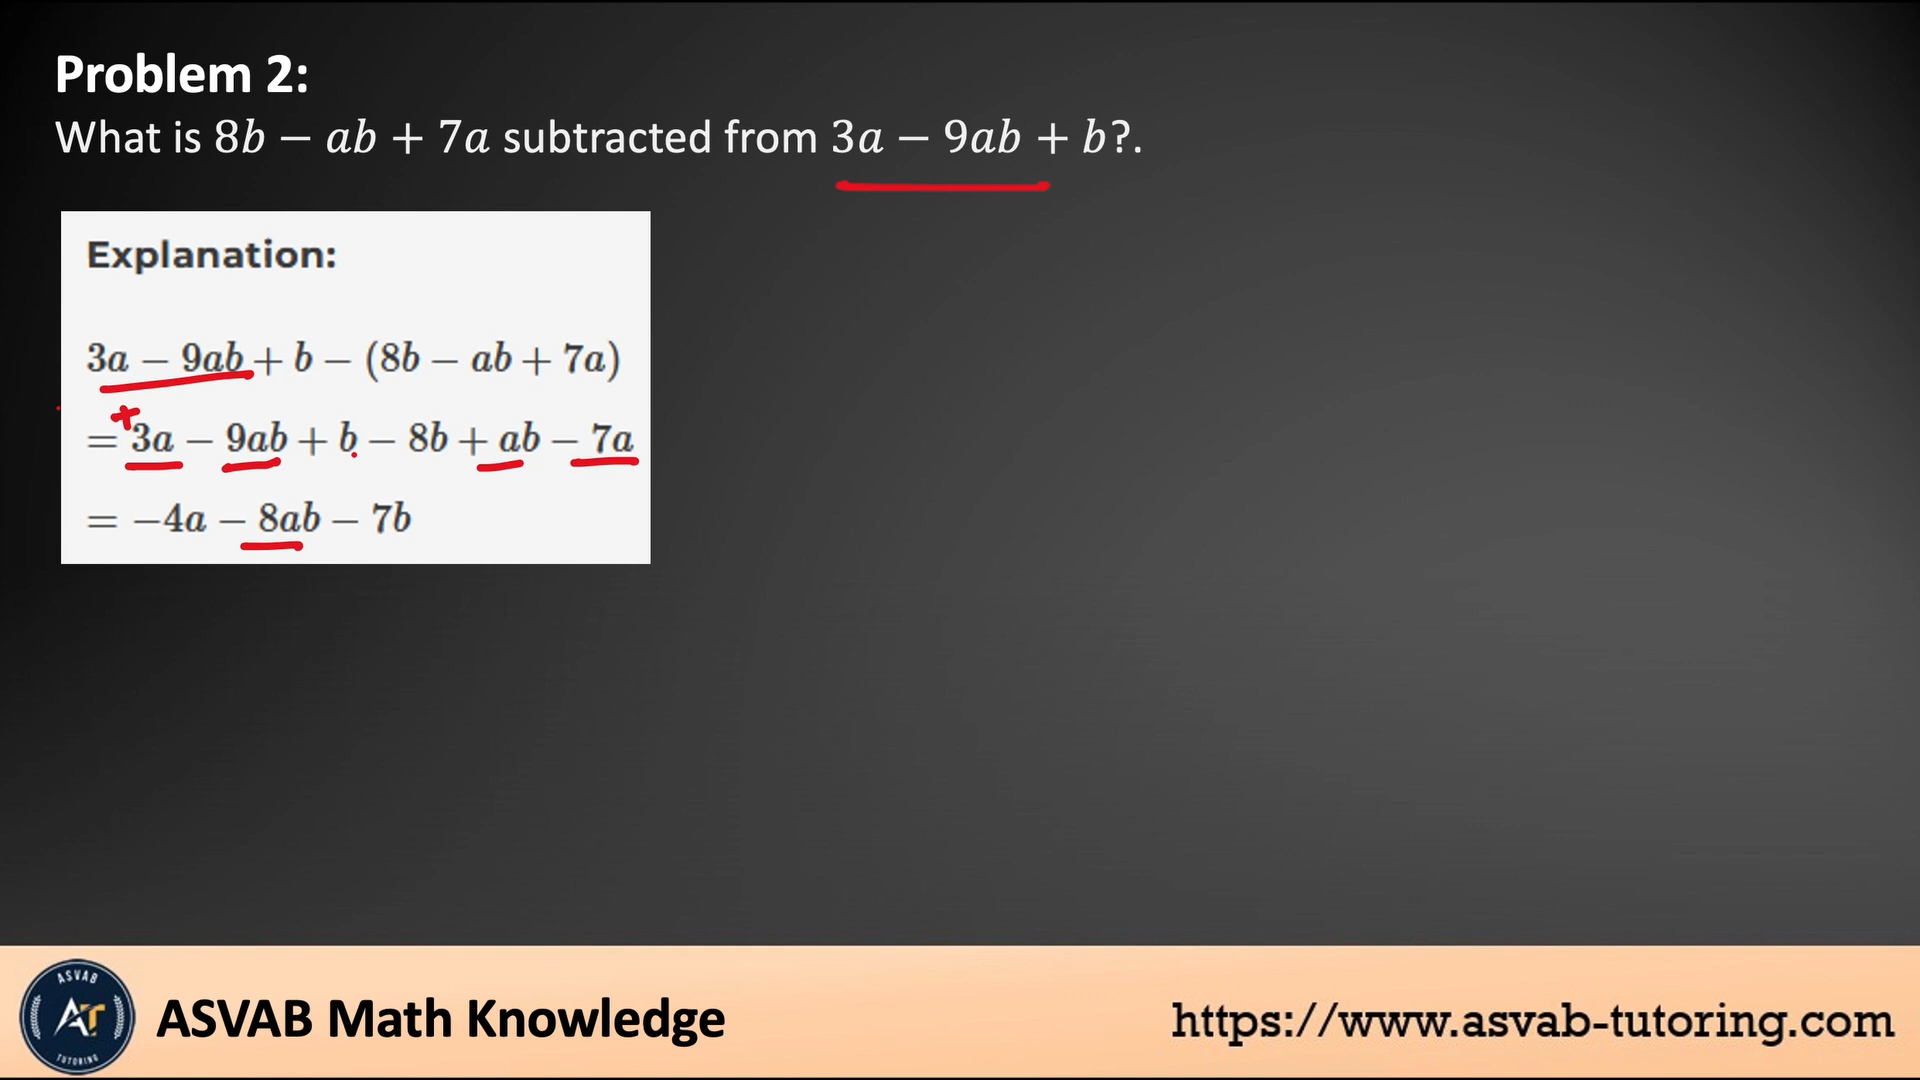 Problem 2:
What is 8b − ab + 7a subtracted from 3a − 9ab + b?.
Explanation:
3a − 9ab + b − (8b − ab + 7a)
+
= 3a − 9ab + b − 8b + ab − 7a
= −4a − 8ab − 7b
ASVAB
AT
TUTORING
ASVAB Math Knowledge
https://www.asvab-tutoring.com